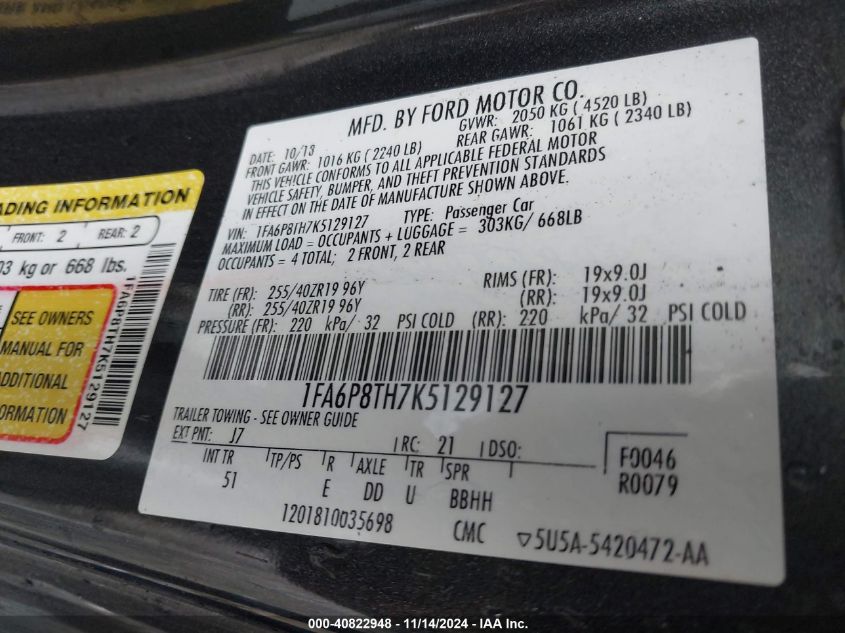 MFD. BY FORD MOTOR CO.
DATE: 10/13 GVWR: 2050 KG ( 4520 LB)
FRONT GAWR: 1016 KG ( 2240 LB) REAR GAWR: 1061 KG ( 2340 LB)
THIS VEHICLE CONFORMS TO ALL APPLICABLE FEDERAL MOTOR
VEHICLE SAFETY, BUMPER, AND THEFT PREVENTION STANDARDS
IN EFFECT ON THE DATE OF MANUFACTURE SHOWN ABOVE.
VIN: 1FA6P8TH7K5129127 TYPE: Passenger Car
MAXIMUM LOAD = OCCUPANTS + LUGGAGE = 303KG/ 668LB
OCCUPANTS = 4 TOTAL; 2 FRONT, 2 REAR
TIRE (FR): 255/40ZR19 96Y RIMS (FR): 19x9.0J
(RR): 255/40ZR19 96Y (RR): 19x9.0J
PRESSURE (FR): 220 kPa/ 32 PSI COLD (RR): 220 kPa/ 32 PSI COLD
1FA6P8TH7K5129127
TRAILER TOWING - SEE OWNER GUIDE
EXT PNT: J7 RC: 21 DSO:
INT TR TP/PS R AXLE TR SPR
51 E DD U BBHH
F0046
R0079
1201810035698 CMC 5U5A-5420472-AA
ADING INFORMATION
FRONT: 2 REAR: 2
03 kg or 668 lbs.
SEE OWNERS
MANUAL FOR
ADDITIONAL
INFORMATION
1FA6P8TH7K5129127
000-40822948 - 11/14/2024 - IAA Inc.